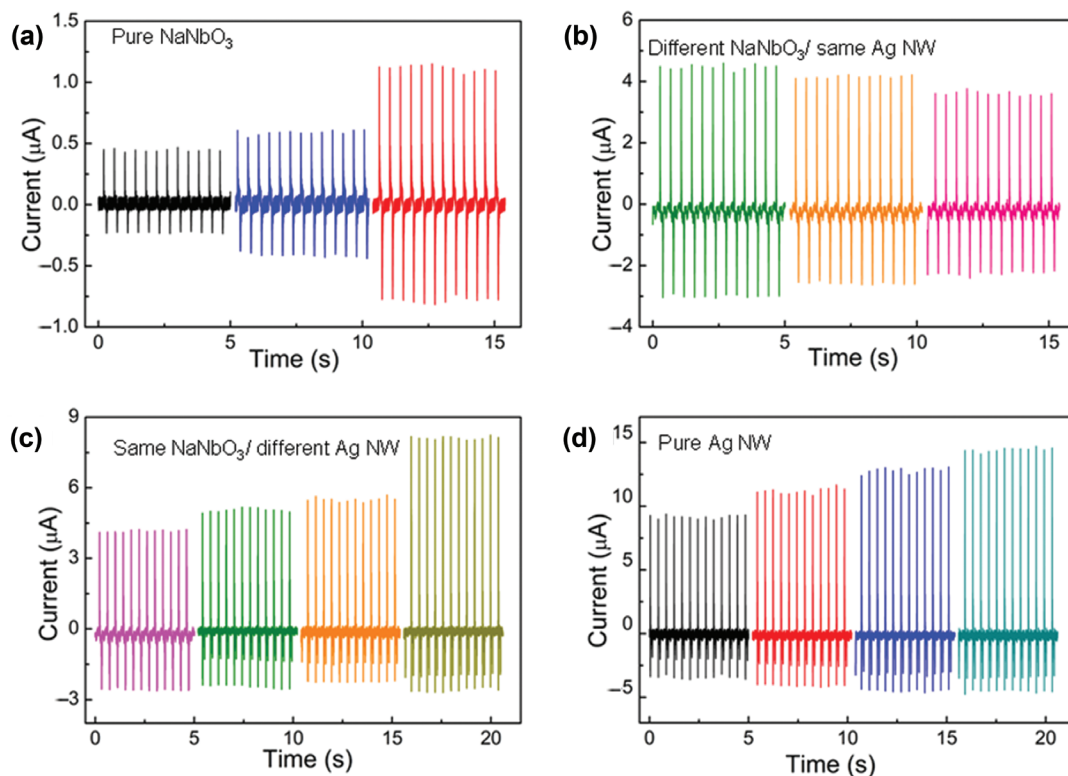 (a)
Pure NaNbO₃
1.5
1.0
0.5
0.0
–0.5
–1.0
Current (μA)
0 5 10 15
Time (s)
(b)
Different NaNbO₃/ same Ag NW
6
4
2
0
–2
–4
Current (μA)
0 5 10 15
Time (s)
(c)
Same NaNbO₃/ different Ag NW
9
6
3
0
–3
Current (μA)
0 5 10 15 20
Time (s)
(d)
Pure Ag NW
15
10
5
0
–5
Current (μA)
0 5 10 15 20
Time (s)